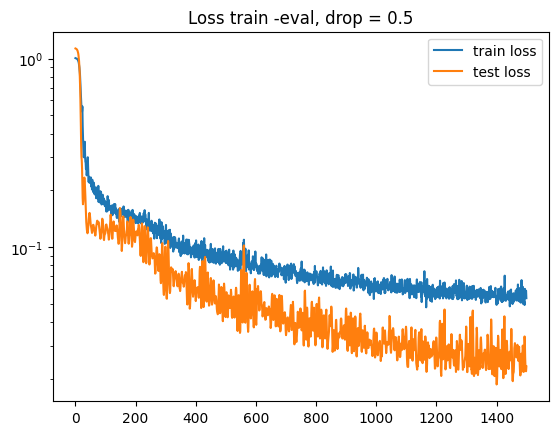 Loss train -eval, drop = 0.5
train loss
test loss
10⁰
10⁻¹
0 200 400 600 800 1000 1200 1400